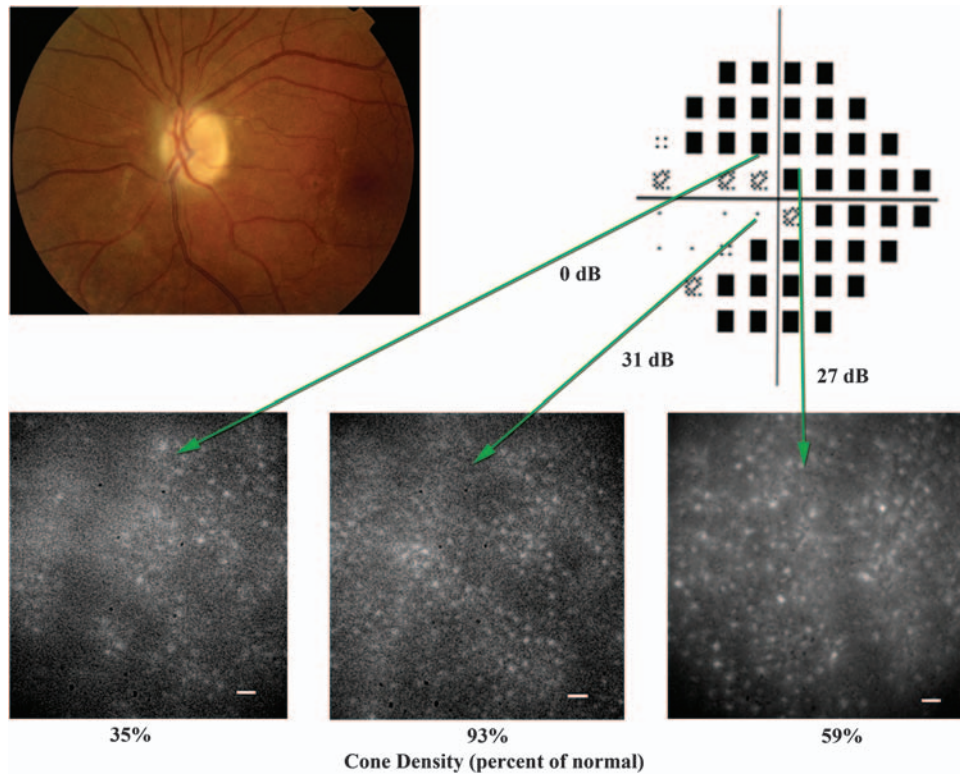 0 dB
31 dB
27 dB
35%
93%
59%
Cone Density (percent of normal)